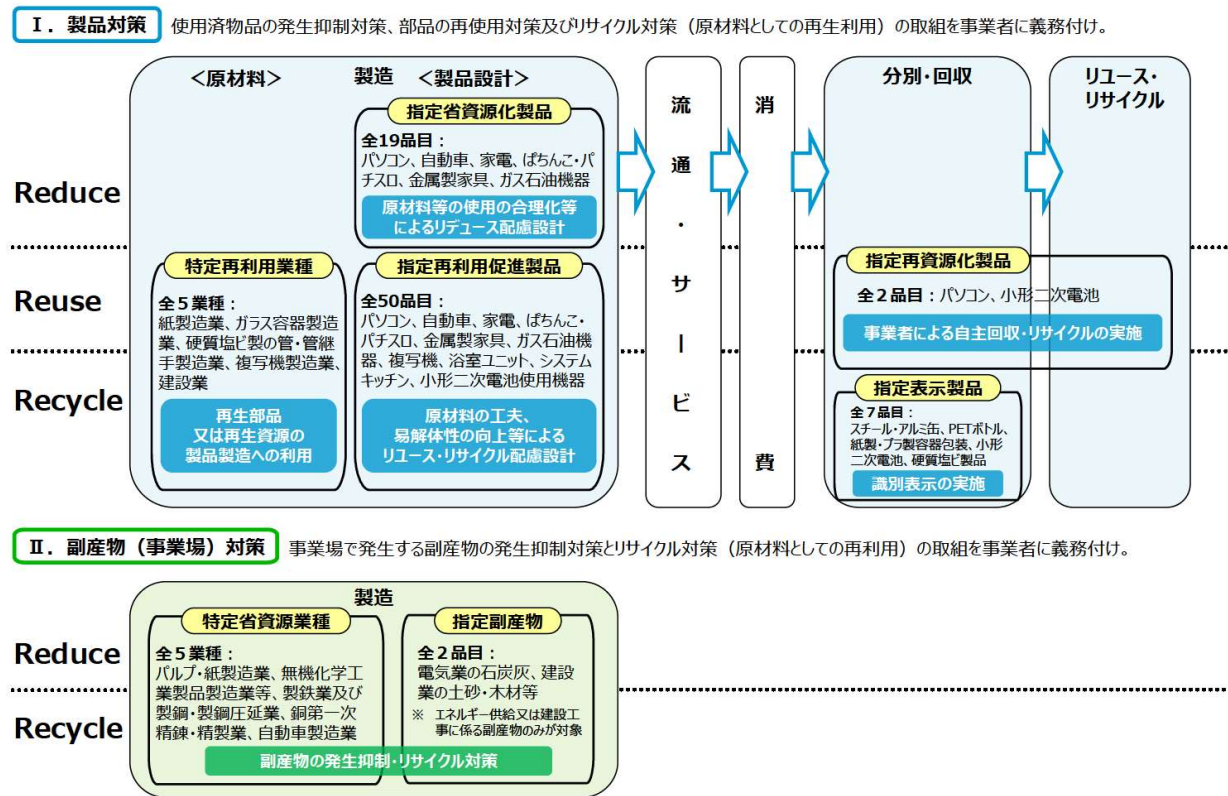 Ⅰ．製品対策
使用済物品の発生抑制対策、部品の再使用対策及びリサイクル対策（原材料としての再生利用）の取組を事業者に義務付け。
製造
＜原材料＞
＜製品設計＞
流通・サービス
消費
分別・回収
リユース・
リサイクル
Reduce
指定省資源化製品
全19品目：
パソコン、自動車、家電、ぱちんこ・パ
チスロ、金属製家具、ガス石油機器
原材料等の使用の合理化等
によるリデュース配慮設計
Reuse
Recycle
特定再利用業種
全５業種：
紙製造業、ガラス容器製造
業、硬質塩ビ製の管・管継
手製造業、複写機製造業、
建設業
再生部品
又は再生資源の
製品製造への利用
指定再利用促進製品
全50品目：
パソコン、自動車、家電、ぱちんこ・
パチスロ、金属製家具、ガス石油機
器、複写機、浴室ユニット、システム
キッチン、小形二次電池使用機器
原材料の工夫、
易解体性の向上等による
リユース・リサイクル配慮設計
指定再資源化製品
全２品目：パソコン、小形二次電池
事業者による自主回収・リサイクルの実施
指定表示製品
全７品目：
スチール・アルミ缶、PETボトル、
紙製・プラ製容器包装、小形
二次電池、硬質塩ビ製品
識別表示の実施
Ⅱ．副産物（事業場）対策
事業場で発生する副産物の発生抑制対策とリサイクル対策（原材料としての再利用）の取組を事業者に義務付け。
製造
Reduce
Recycle
特定省資源業種
全５業種：
パルプ・紙製造業、無機化学工
業製品製造業等、製鉄業及び
製鋼・製鋼圧延業、銅第一次
精錬・精製業、自動車製造業
指定副産物
全２品目：
電気業の石炭灰、建設
業の土砂・木材等
※ エネルギー供給又は建設工
事に係る副産物のみが対象
副産物の発生抑制・リサイクル対策